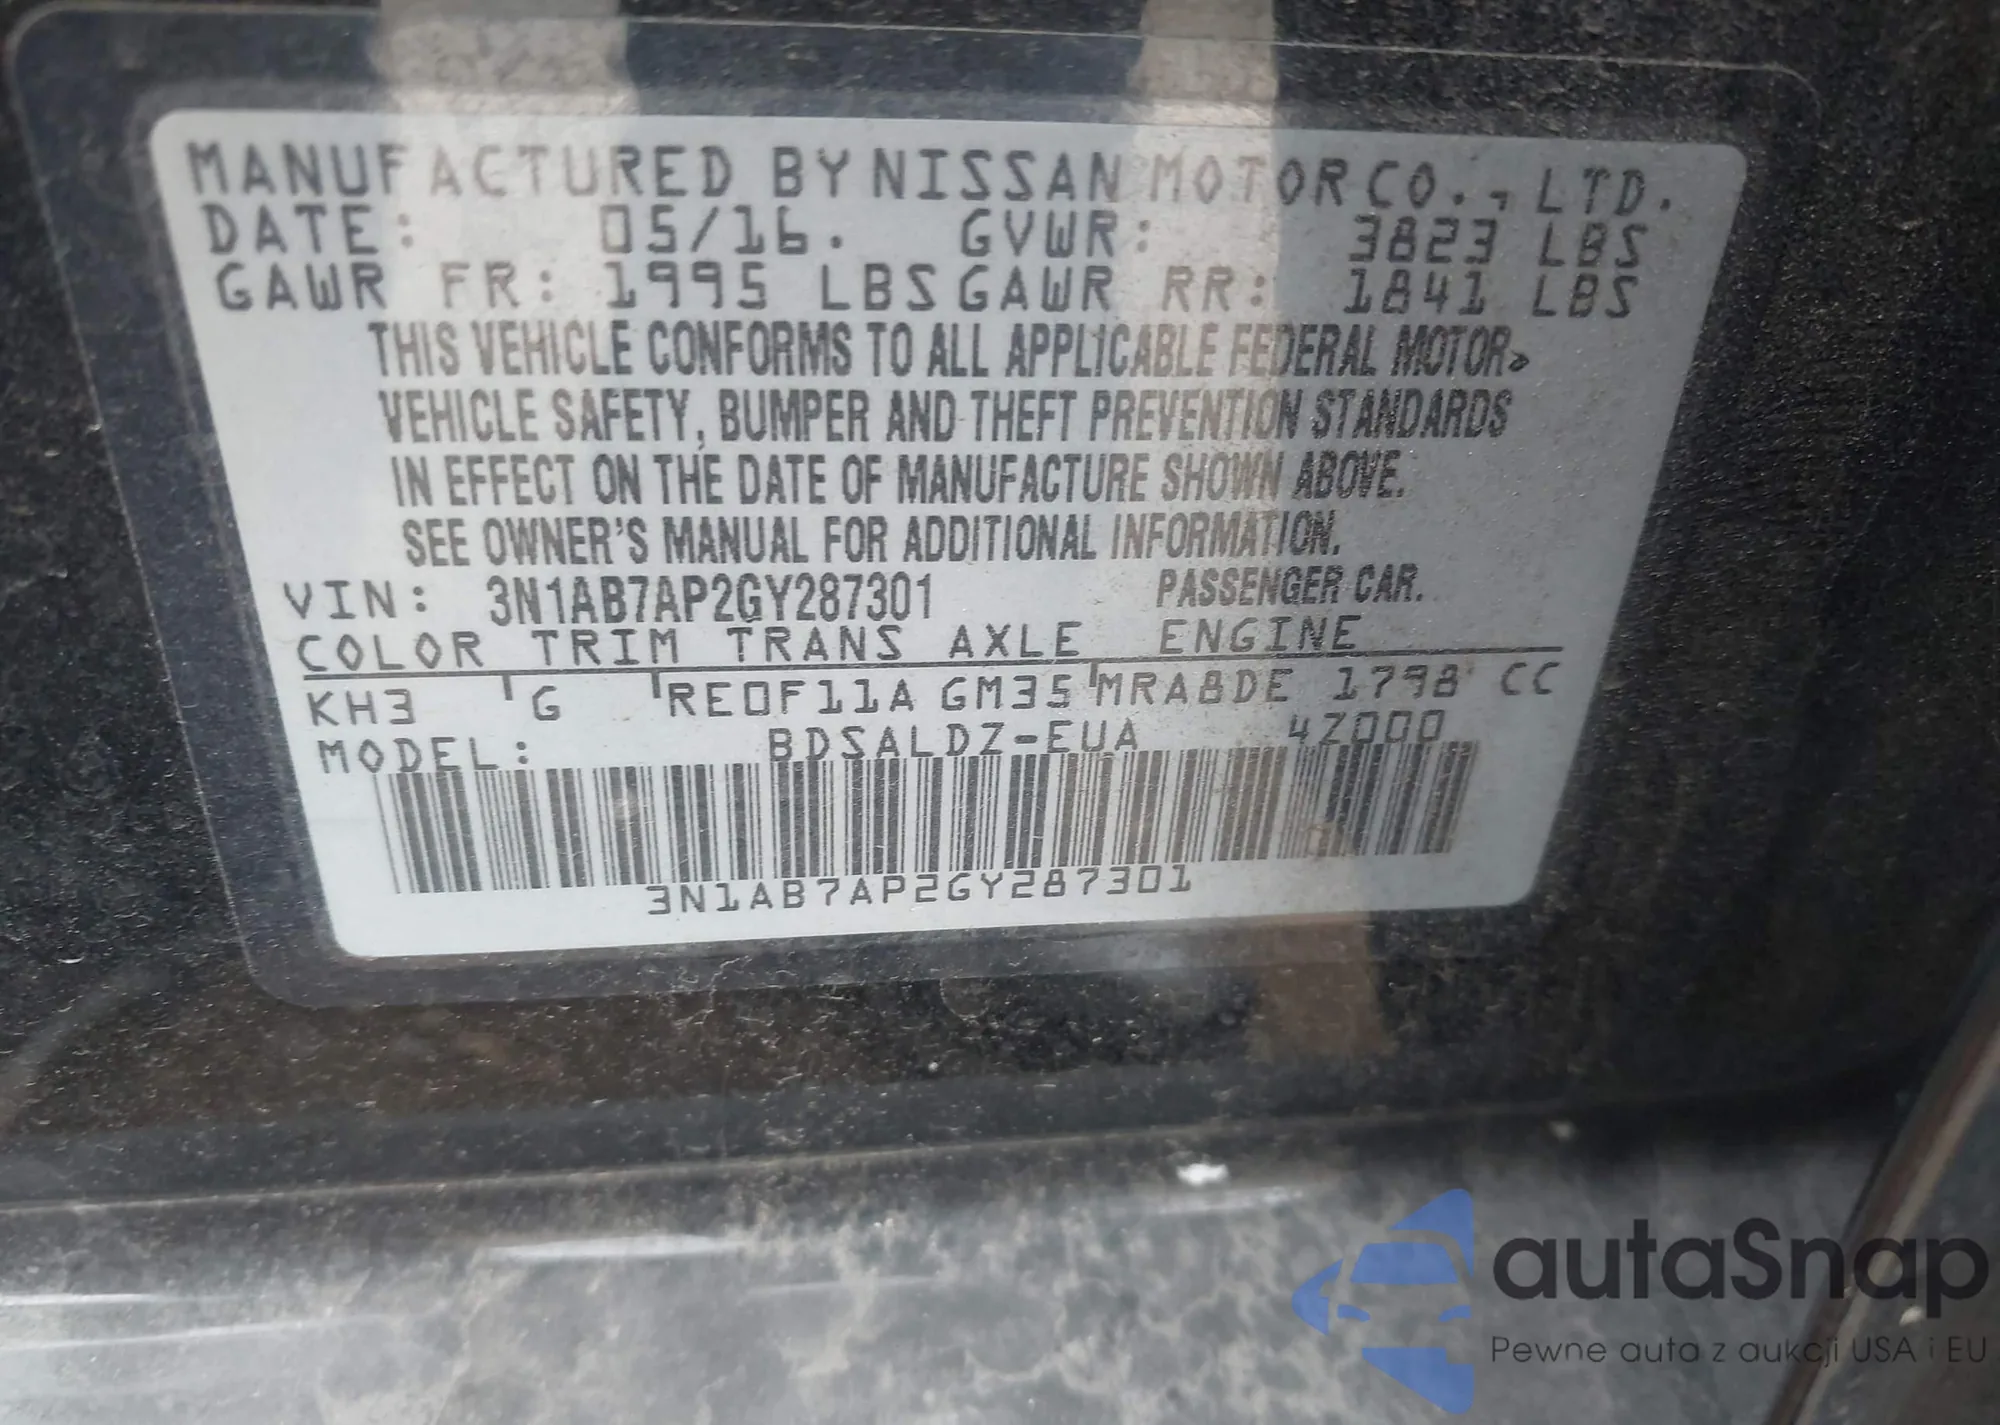 MANUFACTURED BY NISSAN MOTOR CO., LTD.
DATE: 05/16. GVWR: 3823 LBS
GAWR FR: 1995 LBS GAWR RR: 1841 LBS
THIS VEHICLE CONFORMS TO ALL APPLICABLE FEDERAL MOTOR
VEHICLE SAFETY, BUMPER AND THEFT PREVENTION STANDARDS
IN EFFECT ON THE DATE OF MANUFACTURE SHOWN ABOVE.
SEE OWNER'S MANUAL FOR ADDITIONAL INFORMATION.
VIN: 3N1AB7AP2GY287301 PASSENGER CAR.
COLOR TRIM TRANS AXLE ENGINE
KH3 G RE0F11A GM35 MRA8DE 1798 CC
MODEL: BDSALDZ-EUA 4Z000
3N1AB7AP2GY287301
autaSnap
Pewne auta z aukcji USA i EU